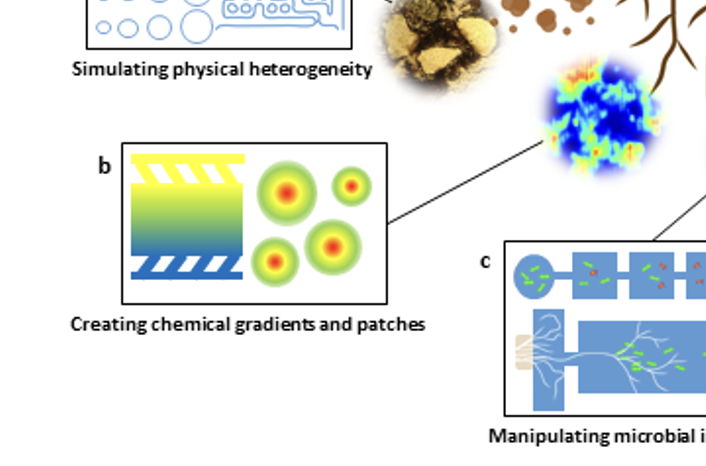 Simulating physical heterogeneity
b
Creating chemical gradients and patches
c
Manipulating microbial